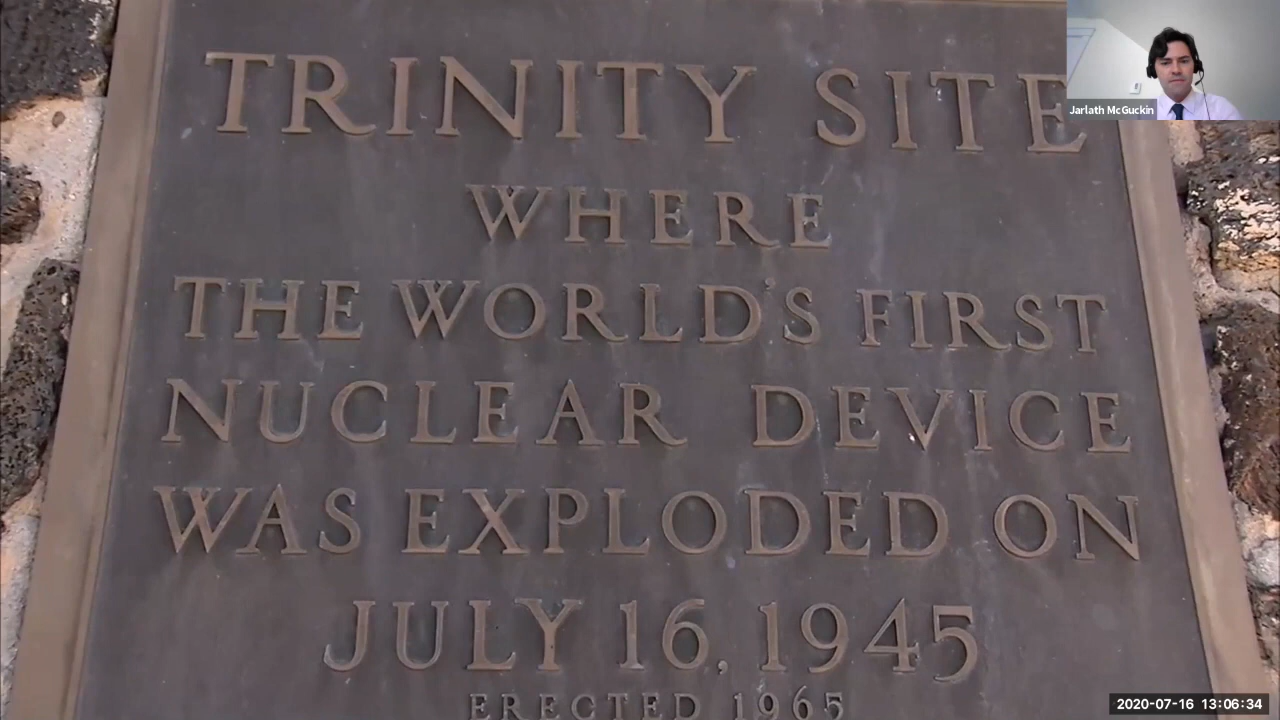 TRINITY SITE
Jarlath McGuckin
WHERE
THE WORLD'S FIRST
NUCLEAR DEVICE
WAS EXPLODED ON
JULY 16, 1945
ERECTED 1965
2020-07-16 13:06:34